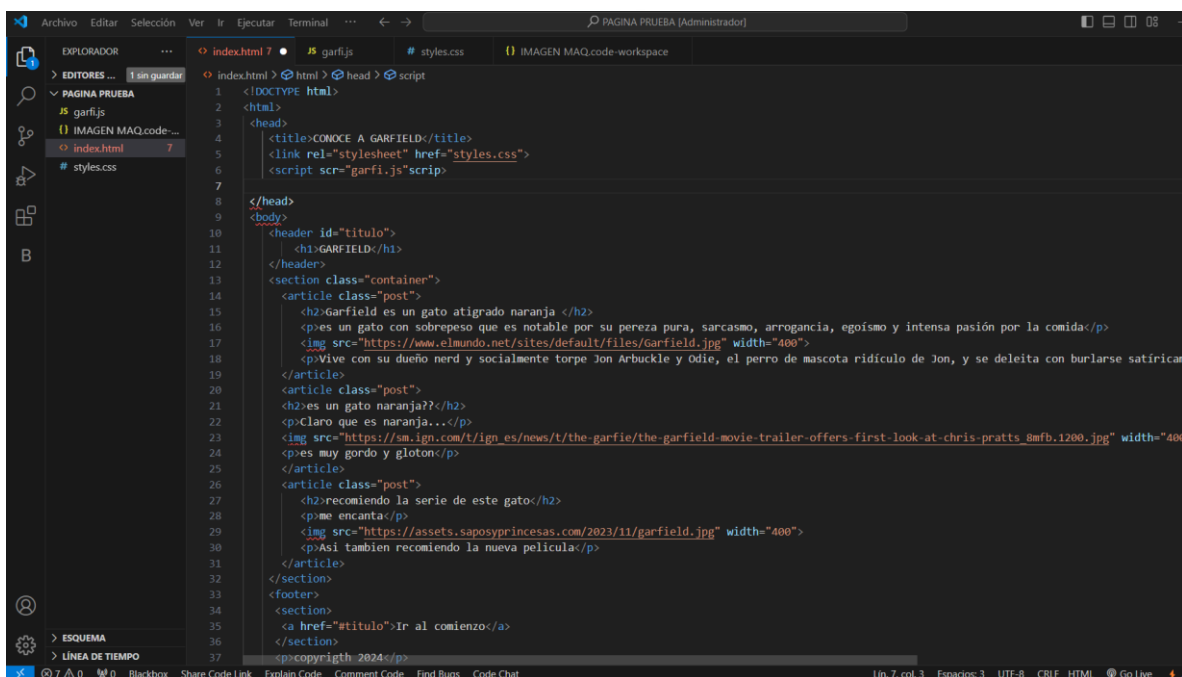 Archivo Editar Selección Ver Ir Ejecutar Terminal ··· PAGINA PRUEBA [Administrador]
EXPLORADOR ···
index.html 7 JS garfi.js # styles.css {} IMAGEN MAQ.code-workspace
EDITORES ... 1 sin guardar
PAGINA PRUEBA
JS garfi.js
{} IMAGEN MAQ.code-...
<> index.html 7
# styles.css
index.html > html > head > script
1 <!DOCTYPE html>
2 <html>
3 <head>
4 <title>CONOCE A GARFIELD</title>
5 <link rel="stylesheet" href="styles.css">
6 <script scr="garfi.js"scrip>
7
8 </head>
9 <body>
10 <header id="titulo">
11 <h1>GARFIELD</h1>
12 </header>
13 <section class="container">
14 <article class="post">
15 <h2>Garfield es un gato atigrado naranja </h2>
16 <p>es un gato con sobrepeso que es notable por su pereza pura, sarcasmo, arrogancia, egoísmo y intensa pasión por la comida</p>
17 <img src="https://www.elmundo.net/sites/default/files/Garfield.jpg" width="400">
18 <p>Vive con su dueño nerd y socialmente torpe Jon Arbuckle y Odie, el perro de mascota ridículo de Jon, y se deleita con burlarse satírican
19 </article>
20 <article class="post">
21 <h2>es un gato naranja??</h2>
22 <p>Claro que es naranja...</p>
23 <img src="https://sm.ign.com/t/ign_es/news/t/the-garfie/the-garfield-movie-trailer-offers-first-look-at-chris-pratts_8mfb.1200.jpg" width="400
24 <p>es muy gordo y gloton</p>
25 </article>
26 <article class="post">
27 <h2>recomiendo la serie de este gato</h2>
28 <p>me encanta</p>
29 <img src="https://assets.saposyprincesas.com/2023/11/garfield.jpg" width="400">
30 <p>Asi tambien recomiendo la nueva pelicula</p>
31 </article>
32 </section>
33 <footer>
34 <section>
35 <a href="#titulo">Ir al comienzo</a>
36 </section>
37 <p>copyrigth 2024</p>
ESQUEMA
LÍNEA DE TIEMPO
7 0 0 Blackbox Share Code Link Explain Code Comment Code Find Bugs Code Chat Lín. 7, col. 3 Espacios: 3 UTF-8 CRLF HTML Go Live